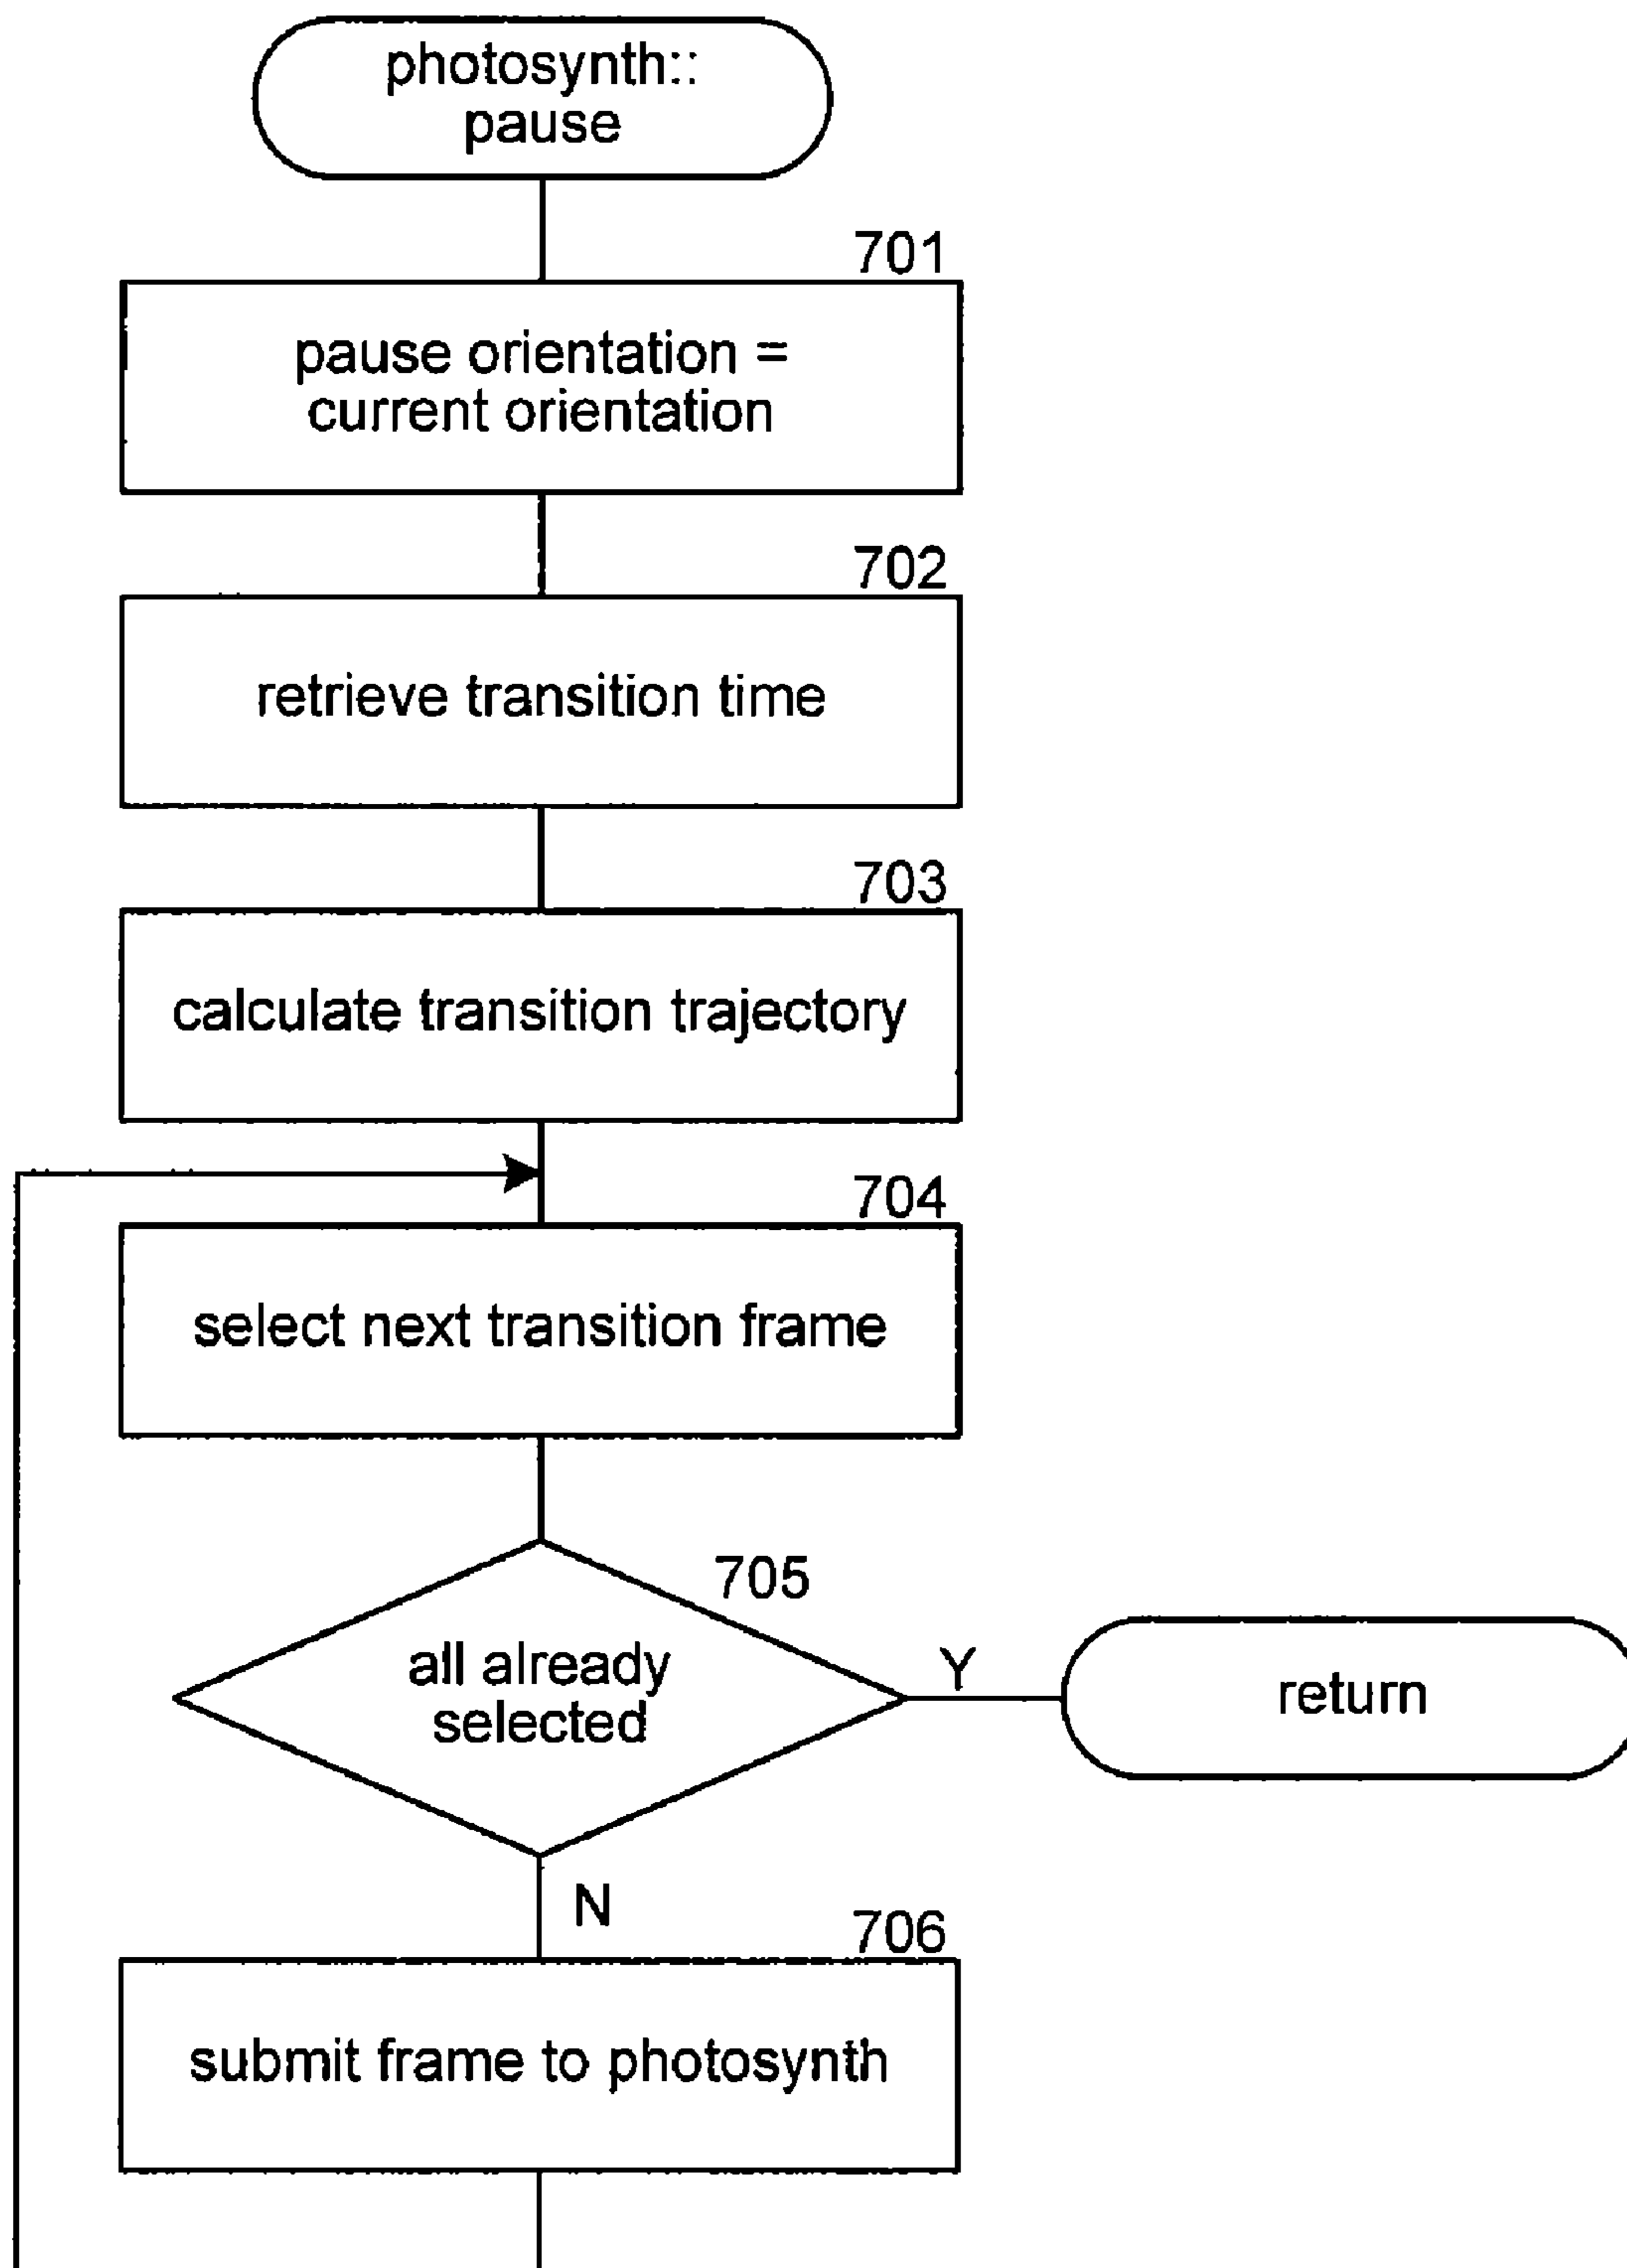 photosynth::
pause
701
pause orientation =
current orientation
702
retrieve transition time
703
calculate transition trajectory
704
select next transition frame
705
all already
selected
Y
return
N
706
submit frame to photosynth